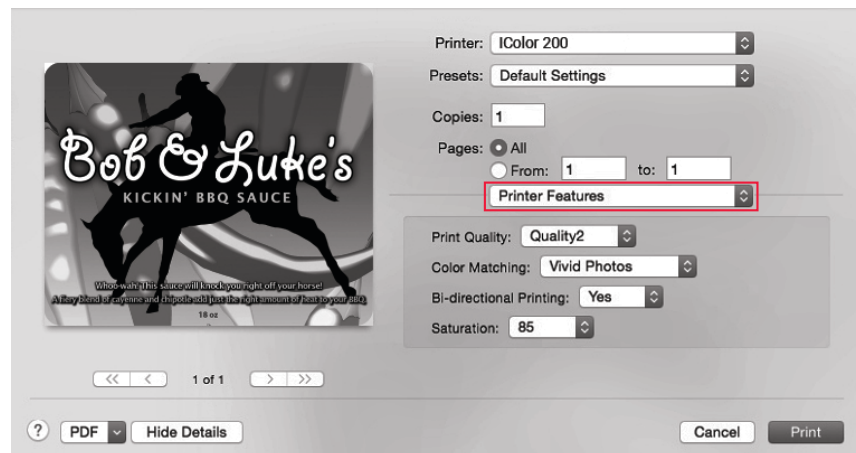 Printer: IColor 200
Presets: Default Settings
Copies: 1
Pages: All
From: 1 to: 1
Printer Features
Print Quality: Quality2
Color Matching: Vivid Photos
Bi-directional Printing: Yes
Saturation: 85
Bob & Luke's
KICKIN' BBQ SAUCE
Whoo-wah! This sauce will knock you right off your horse!
A fiery blend of cayenne and chipotle add just the right amount of heat to your BBQ.
18 oz
<< < 1 of 1 > >>
? PDF Hide Details Cancel Print